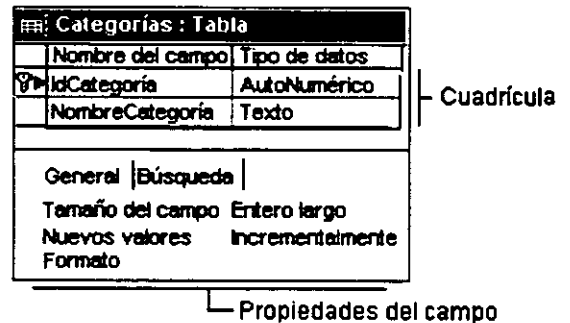 Categorías : Tabla
Nombre del campo Tipo de datos
IdCategoría AutoNumérico
NombreCategoría Texto
Cuadrícula
General Búsqueda
Tamaño del campo Entero largo
Nuevos valores Incrementalmente
Formato
Propiedades del campo